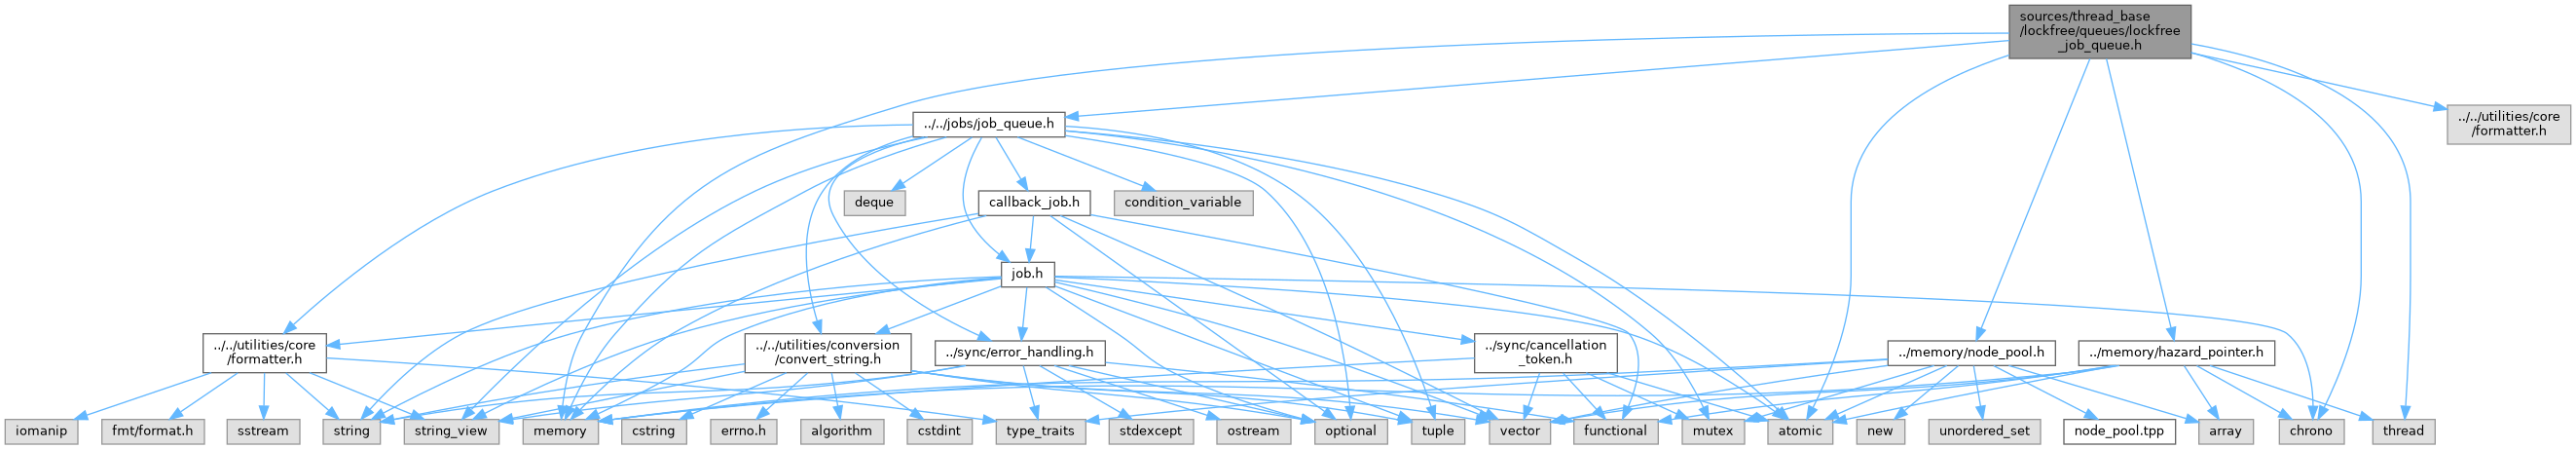 sources/thread_base
/lockfree/queues/lockfree
_job_queue.h
../../utilities/core
/formatter.h
../../jobs/job_queue.h
deque
callback_job.h
condition_variable
job.h
../../utilities/core
/formatter.h
../../utilities/conversion
/convert_string.h
../sync/error_handling.h
../sync/cancellation
_token.h
../memory/node_pool.h
../memory/hazard_pointer.h
iomanip
fmt/format.h
sstream
string
string_view
memory
cstring
errno.h
algorithm
cstdint
type_traits
stdexcept
ostream
optional
tuple
vector
functional
mutex
atomic
new
unordered_set
node_pool.tpp
array
chrono
thread